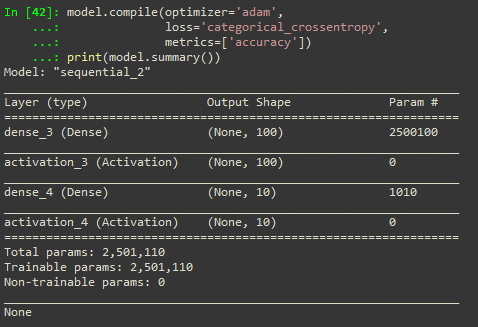 In [42]: model.compile(optimizer='adam',
    ...:               loss='categorical_crossentropy',
    ...:               metrics=['accuracy'])
    ...: print(model.summary())
Model: "sequential_2"
_________________________________________________________________
Layer (type)                 Output Shape              Param #
=================================================================
dense_3 (Dense)              (None, 100)               2500100
_________________________________________________________________
activation_3 (Activation)    (None, 100)               0
_________________________________________________________________
dense_4 (Dense)              (None, 10)                1010
_________________________________________________________________
activation_4 (Activation)    (None, 10)                0
=================================================================
Total params: 2,501,110
Trainable params: 2,501,110
Non-trainable params: 0
_________________________________________________________________
None